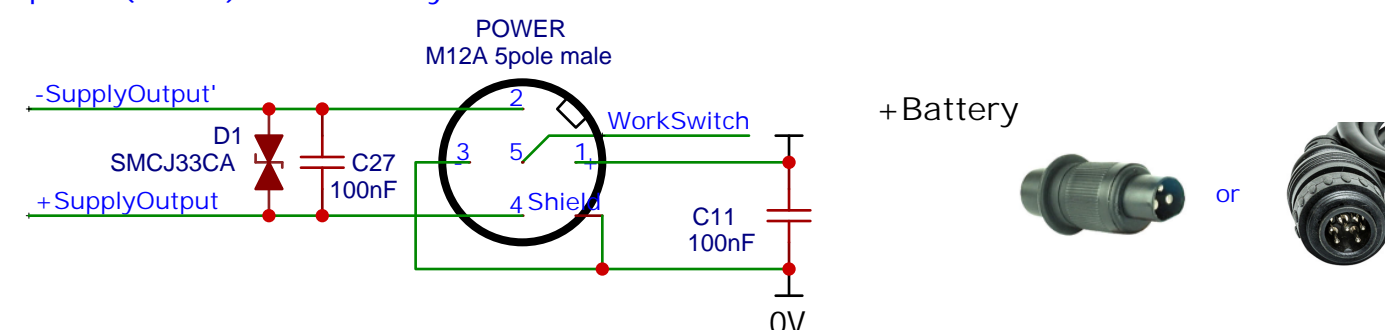 POWER
M12A 5pole male
-SupplyOutput'
2
WorkSwitch
+Battery
D1
SMCJ33CA
3
-
5
1
+
C27
100nF
or
+SupplyOutput
4
Shield
C11
100nF
0V